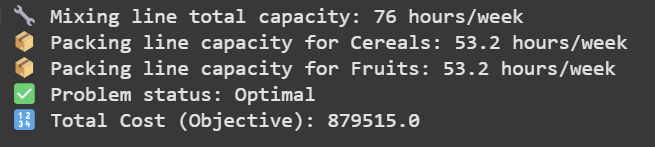 🔧 Mixing line total capacity: 76 hours/week
📦 Packing line capacity for Cereals: 53.2 hours/week
📦 Packing line capacity for Fruits: 53.2 hours/week
✅ Problem status: Optimal
🔢 Total Cost (Objective): 879515.0